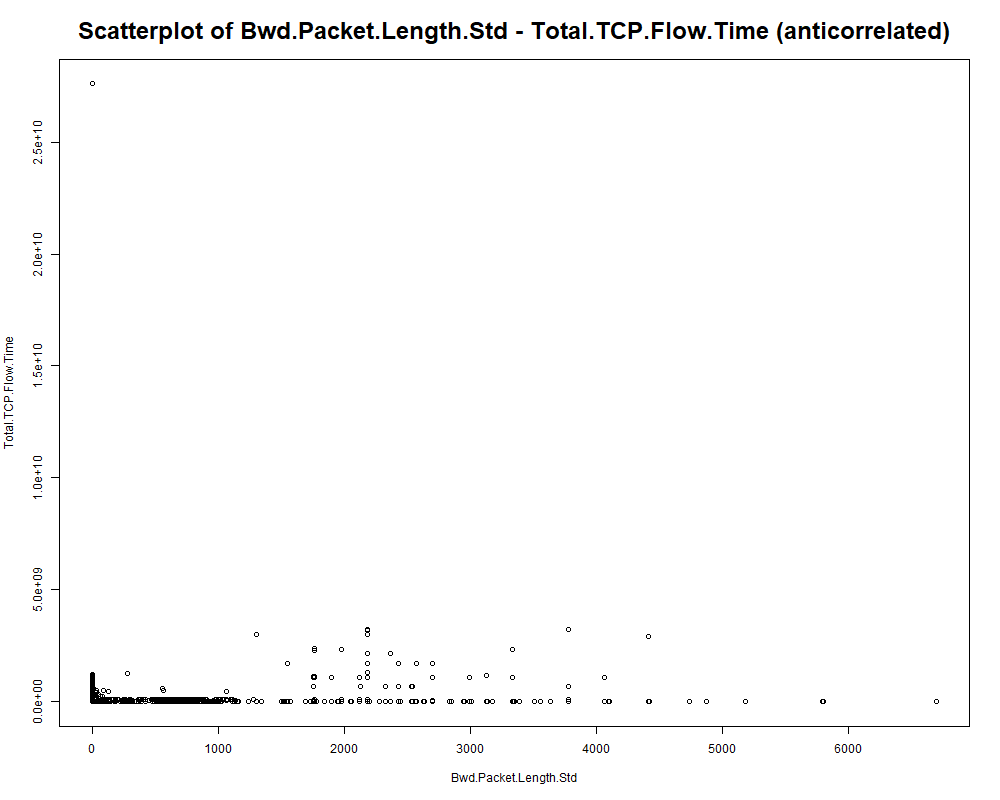 Scatterplot of Bwd.Packet.Length.Std - Total.TCP.Flow.Time (anticorrelated)
2.5e+10
2.0e+10
1.5e+10
1.0e+10
5.0e+09
0.0e+00
Total.TCP.Flow.Time
0 1000 2000 3000 4000 5000 6000
Bwd.Packet.Length.Std